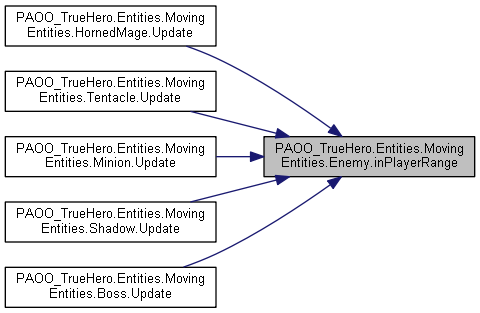 PAOO_TrueHero.Entities.Moving
Entities.HornedMage.Update
PAOO_TrueHero.Entities.Moving
Entities.Tentacle.Update
PAOO_TrueHero.Entities.Moving
Entities.Minion.Update
PAOO_TrueHero.Entities.Moving
Entities.Enemy.inPlayerRange
PAOO_TrueHero.Entities.Moving
Entities.Shadow.Update
PAOO_TrueHero.Entities.Moving
Entities.Boss.Update